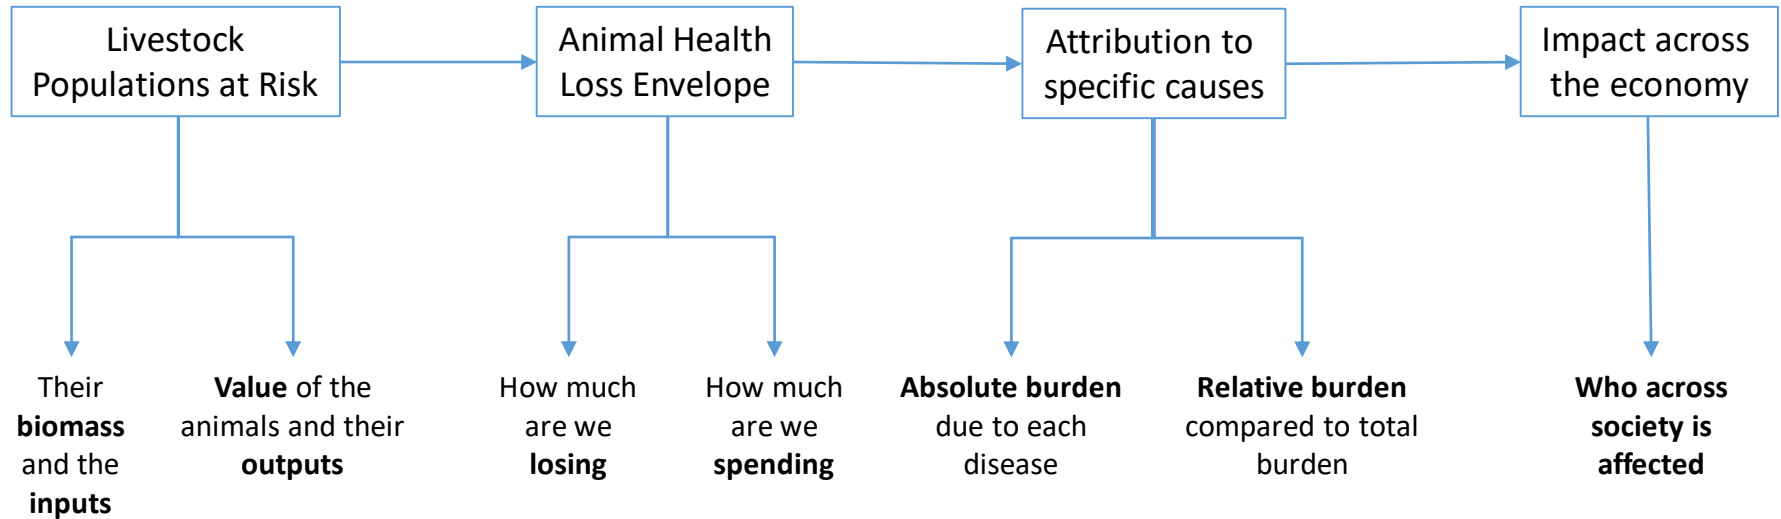 Livestock
Populations at Risk
Animal Health
Loss Envelope
Attribution to
specific causes
Impact across
the economy
Their
biomass
and the
inputs
Value of the
animals and their
outputs
How much
are we
losing
How much
are we
spending
Absolute burden
due to each
disease
Relative burden
compared to total
burden
Who across
society is
affected